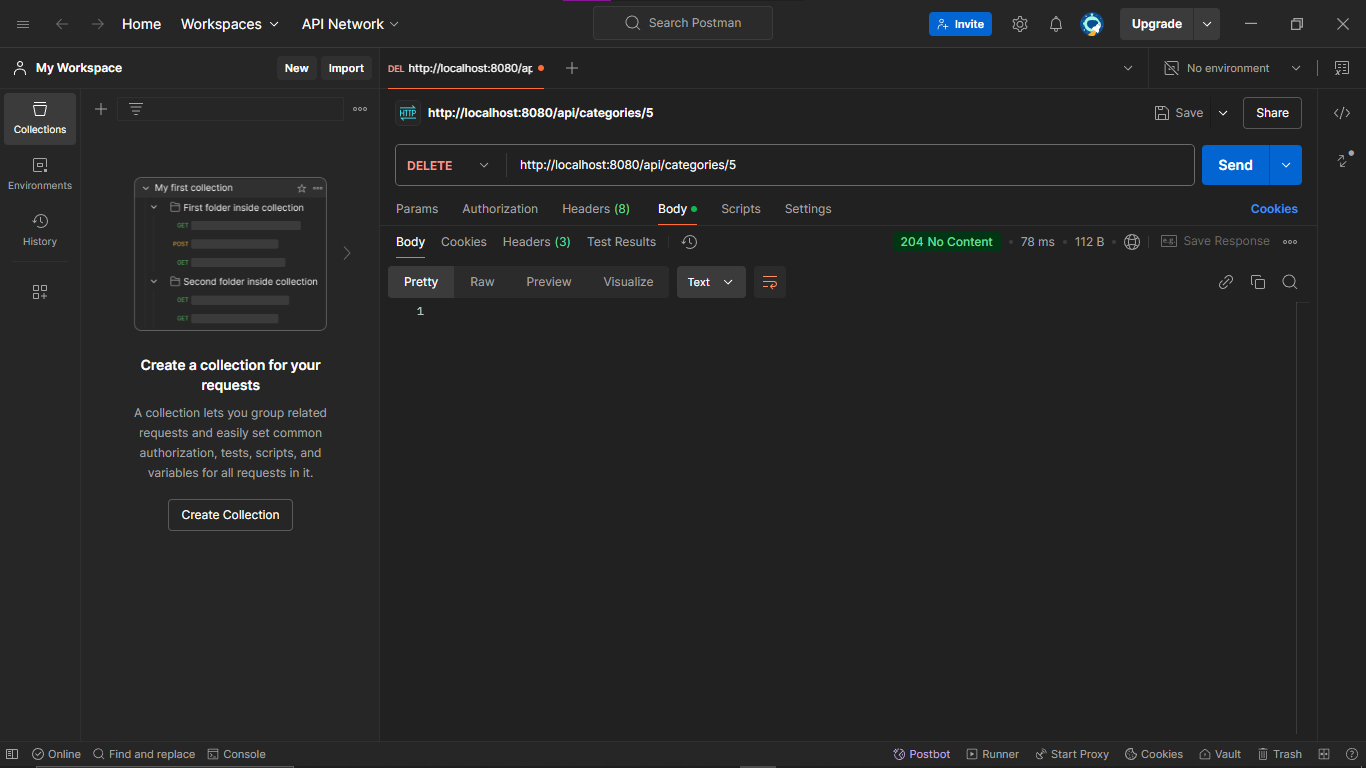 Home Workspaces API Network Search Postman Invite Upgrade
My Workspace New Import DEL http://localhost:8080/ap No environment
Collections
Environments
History
My first collection
First folder inside collection
GET
POST
GET
Second folder inside collection
GET
GET
Create a collection for your
requests
A collection lets you group related
requests and easily set common
authorization, tests, scripts, and
variables for all requests in it.
Create Collection
HTTP http://localhost:8080/api/categories/5 Save Share
DELETE http://localhost:8080/api/categories/5 Send
Params Authorization Headers (8) Body Scripts Settings Cookies
Body Cookies Headers (3) Test Results 204 No Content 78 ms 112 B e.g. Save Response
Pretty Raw Preview Visualize Text
1
Online Find and replace Console Postbot Runner Start Proxy Cookies Vault Trash